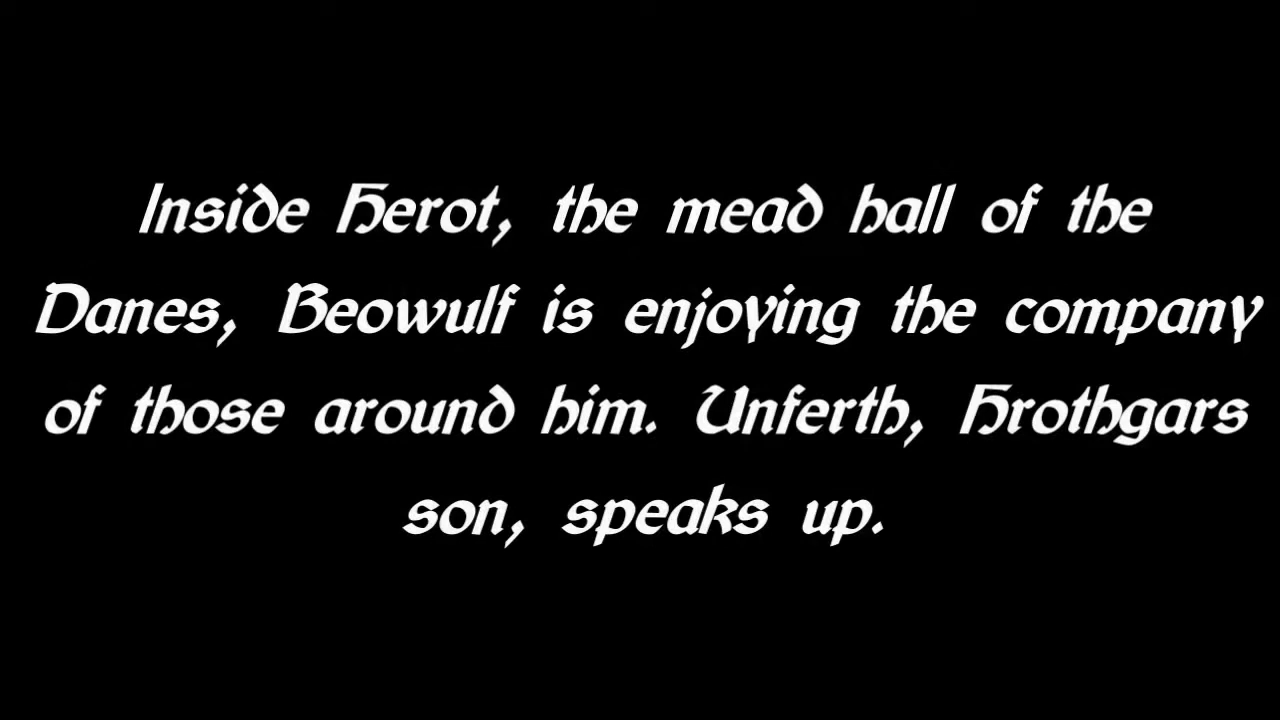 Inside Herot, the mead hall of the
Danes, Beowulf is enjoying the company
of those around him. Unferth, Hrothgars
son, speaks up.